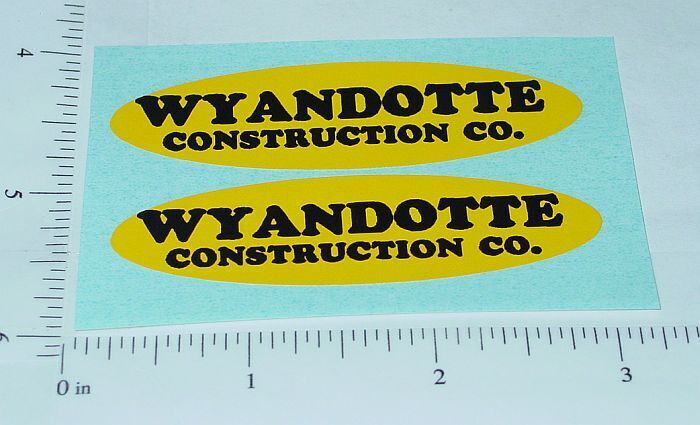 4
WYANDOTTE
CONSTRUCTION CO.
5
WYANDOTTE
CONSTRUCTION CO.
6
0 in 1 2 3